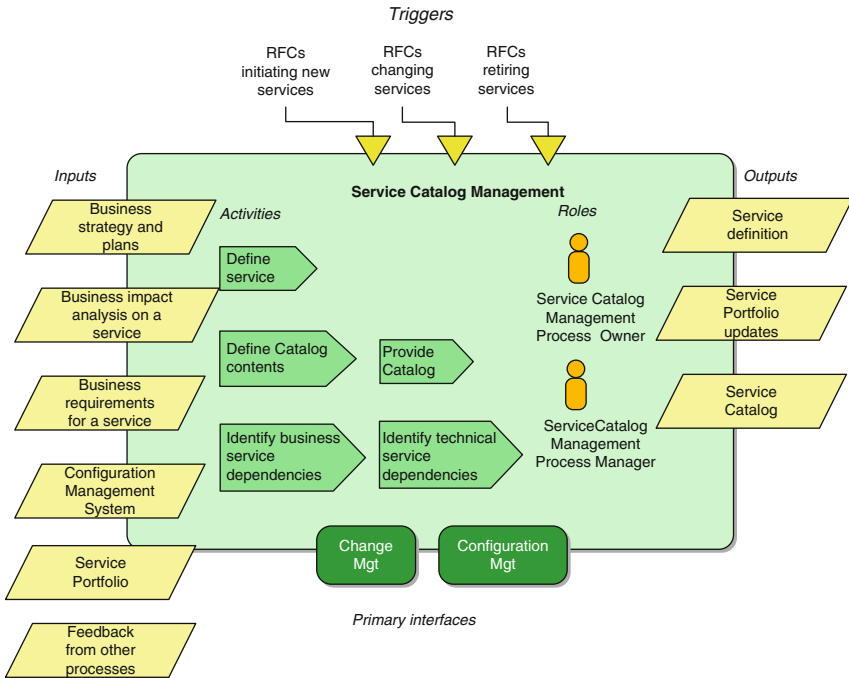 Triggers
RFCs
initiating new
services
RFCs
changing
services
RFCs
retiring
services
Inputs
Business
strategy and
plans
Business impact
analysis on a
service
Business
requirements
for a service
Configuration
Management
System
Service
Portfolio
Feedback
from other
processes
Service Catalog Management
Activities
Define
service
Define Catalog
contents
Provide
Catalog
Identify business
service
dependencies
Identify technical
service
dependencies
Roles
Service Catalog
Management
Process Owner
ServiceCatalog
Management
Process Manager
Outputs
Service
definition
Service
Portfolio
updates
Service
Catalog
Change
Mgt
Configuration
Mgt
Primary interfaces